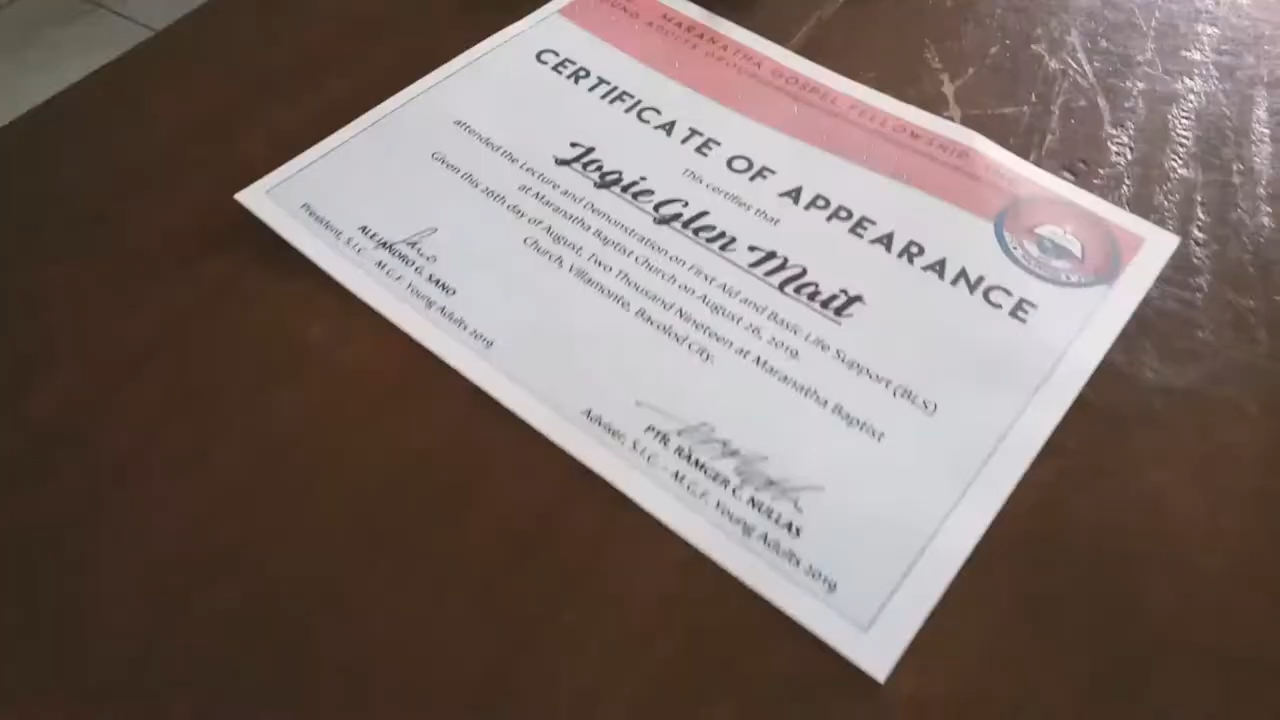 MARANATHA GOSPEL FELLOWSHIP
YOUNG ADULTS
CERTIFICATE OF APPEARANCE
This certifies that
Jogie Glen Mait
attended the Lecture and Demonstration on First Aid and Basic Life Support (BLS)
at Maranatha Baptist Church on August 26, 2019.
Given this 26th day of August, Two Thousand Nineteen at Maranatha Baptist
Church, Villamonte, Bacolod City.
ALEJANDRO G. SANO
President, S.I.C. - M.G.F. Young Adults 2019
PTR. RAMGER C. NULLAS
Adviser, S.I.C. - M.G.F. Young Adults 2019